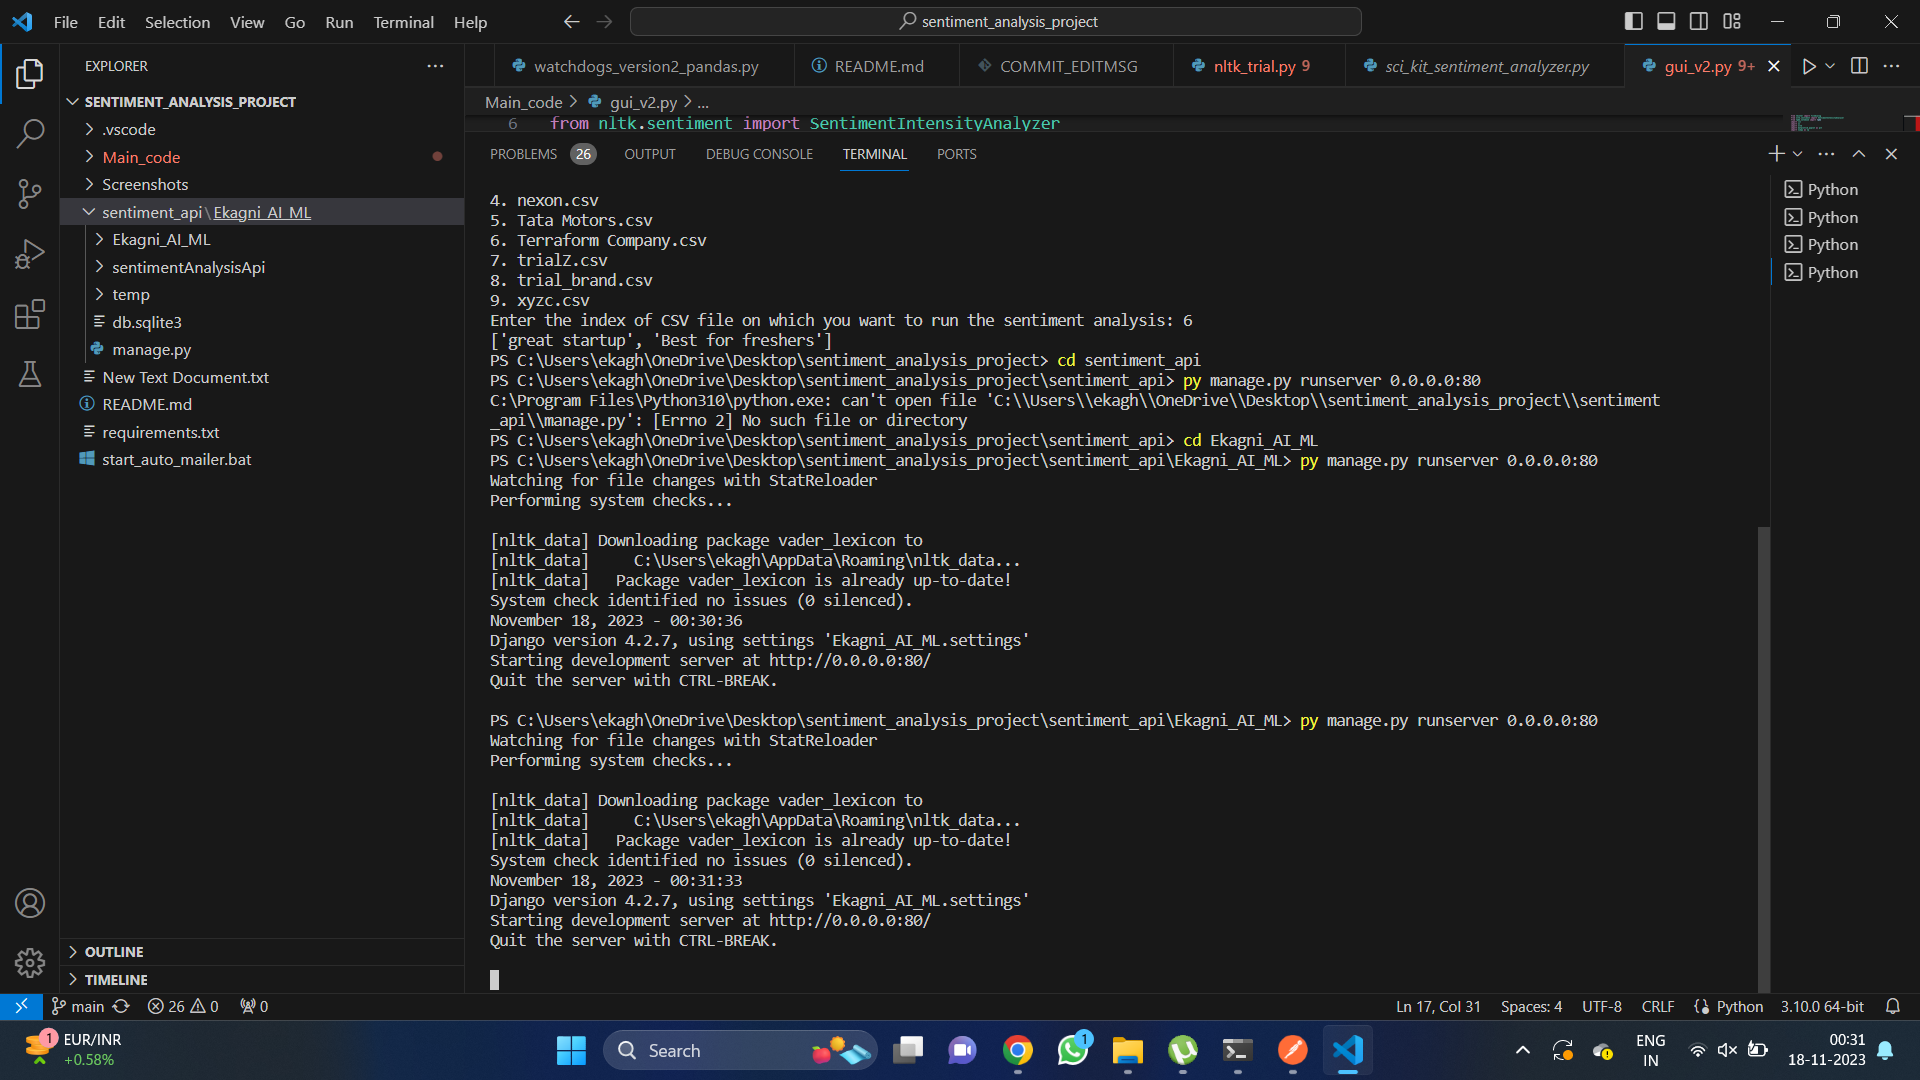 File Edit Selection View Go Run Terminal Help
sentiment_analysis_project
EXPLORER
SENTIMENT_ANALYSIS_PROJECT
.vscode
Main_code
Screenshots
sentiment_api\Ekagni_AI_ML
Ekagni_AI_ML
sentimentAnalysisApi
temp
db.sqlite3
manage.py
New Text Document.txt
README.md
requirements.txt
start_auto_mailer.bat
OUTLINE
TIMELINE
watchdogs_version2_pandas.py README.md COMMIT_EDITMSG nltk_trial.py 9 sci_kit_sentiment_analyzer.py gui_v2.py 9+
Main_code > gui_v2.py > ...
6 from nltk.sentiment import SentimentIntensityAnalyzer
PROBLEMS 26 OUTPUT DEBUG CONSOLE TERMINAL PORTS
4. nexon.csv
5. Tata Motors.csv
6. Terraform Company.csv
7. trialZ.csv
8. trial_brand.csv
9. xyzc.csv
Enter the index of CSV file on which you want to run the sentiment analysis: 6
['great startup', 'Best for freshers']
PS C:\Users\ekagh\OneDrive\Desktop\sentiment_analysis_project> cd sentiment_api
PS C:\Users\ekagh\OneDrive\Desktop\sentiment_analysis_project\sentiment_api> py manage.py runserver 0.0.0.0:80
C:\Program Files\Python310\python.exe: can't open file 'C:\\Users\\ekagh\\OneDrive\\Desktop\\sentiment_analysis_project\\sentiment
_api\\manage.py': [Errno 2] No such file or directory
PS C:\Users\ekagh\OneDrive\Desktop\sentiment_analysis_project\sentiment_api> cd Ekagni_AI_ML
PS C:\Users\ekagh\OneDrive\Desktop\sentiment_analysis_project\sentiment_api\Ekagni_AI_ML> py manage.py runserver 0.0.0.0:80
Watching for file changes with StatReloader
Performing system checks...
[nltk_data] Downloading package vader_lexicon to
[nltk_data]     C:\Users\ekagh\AppData\Roaming\nltk_data...
[nltk_data]   Package vader_lexicon is already up-to-date!
System check identified no issues (0 silenced).
November 18, 2023 - 00:30:36
Django version 4.2.7, using settings 'Ekagni_AI_ML.settings'
Starting development server at http://0.0.0.0:80/
Quit the server with CTRL-BREAK.
PS C:\Users\ekagh\OneDrive\Desktop\sentiment_analysis_project\sentiment_api\Ekagni_AI_ML> py manage.py runserver 0.0.0.0:80
Watching for file changes with StatReloader
Performing system checks...
[nltk_data] Downloading package vader_lexicon to
[nltk_data]     C:\Users\ekagh\AppData\Roaming\nltk_data...
[nltk_data]   Package vader_lexicon is already up-to-date!
System check identified no issues (0 silenced).
November 18, 2023 - 00:31:33
Django version 4.2.7, using settings 'Ekagni_AI_ML.settings'
Starting development server at http://0.0.0.0:80/
Quit the server with CTRL-BREAK.
Python
Python
Python
Python
main 26 0 0 Ln 17, Col 31 Spaces: 4 UTF-8 CRLF Python 3.10.0 64-bit
1 EUR/INR
+0.58%
Search
1
ENG
IN
00:31
18-11-2023